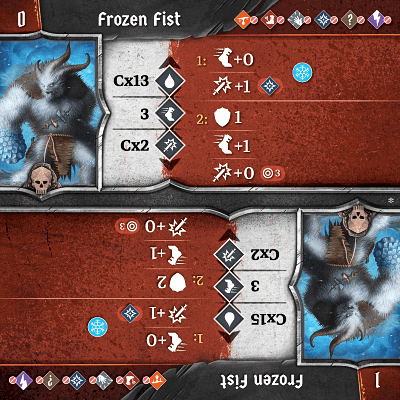 0 Frozen Fist
1: +0
Cx13
+1
3
2: 1
Cx2
+1
+0 3
1 Frozen Fist
1: +0
Cx15
+1
3
2: 2
Cx2
+1
+0 3